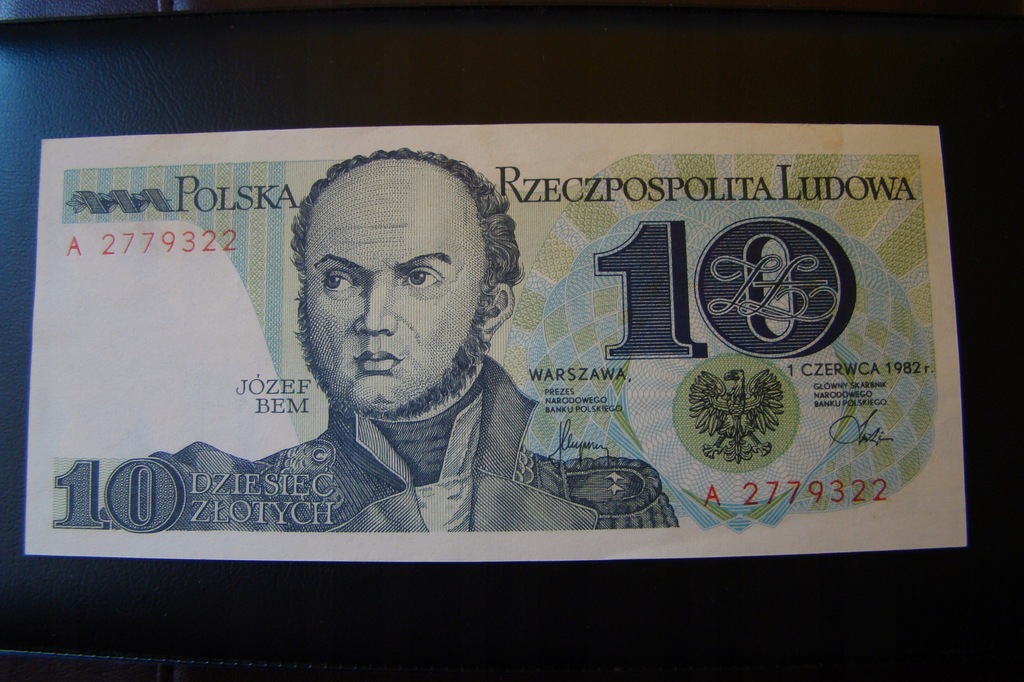 POLSKA RZECZPOSPOLITA LUDOWA
A 2779322
10
JÓZEF
BEM
WARSZAWA,
1 CZERWCA 1982 r.
PREZES
NARODOWEGO
BANKU POLSKIEGO
GŁÓWNY SKARBNIK
NARODOWEGO
BANKU POLSKIEGO
10 DZIESIĘĆ
ZŁOTYCH
A 2779322